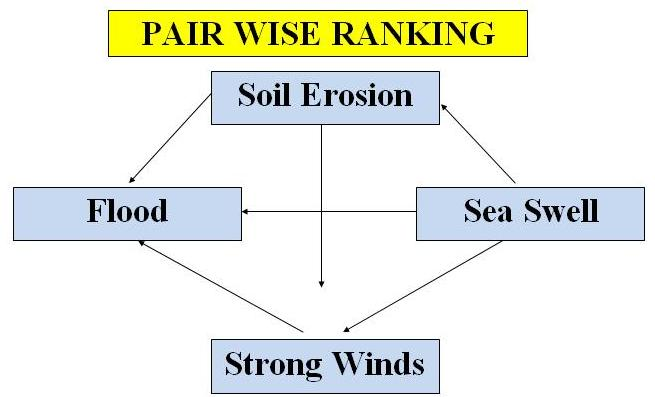 PAIR WISE RANKING
Soil Erosion
Flood
Sea Swell
Strong Winds